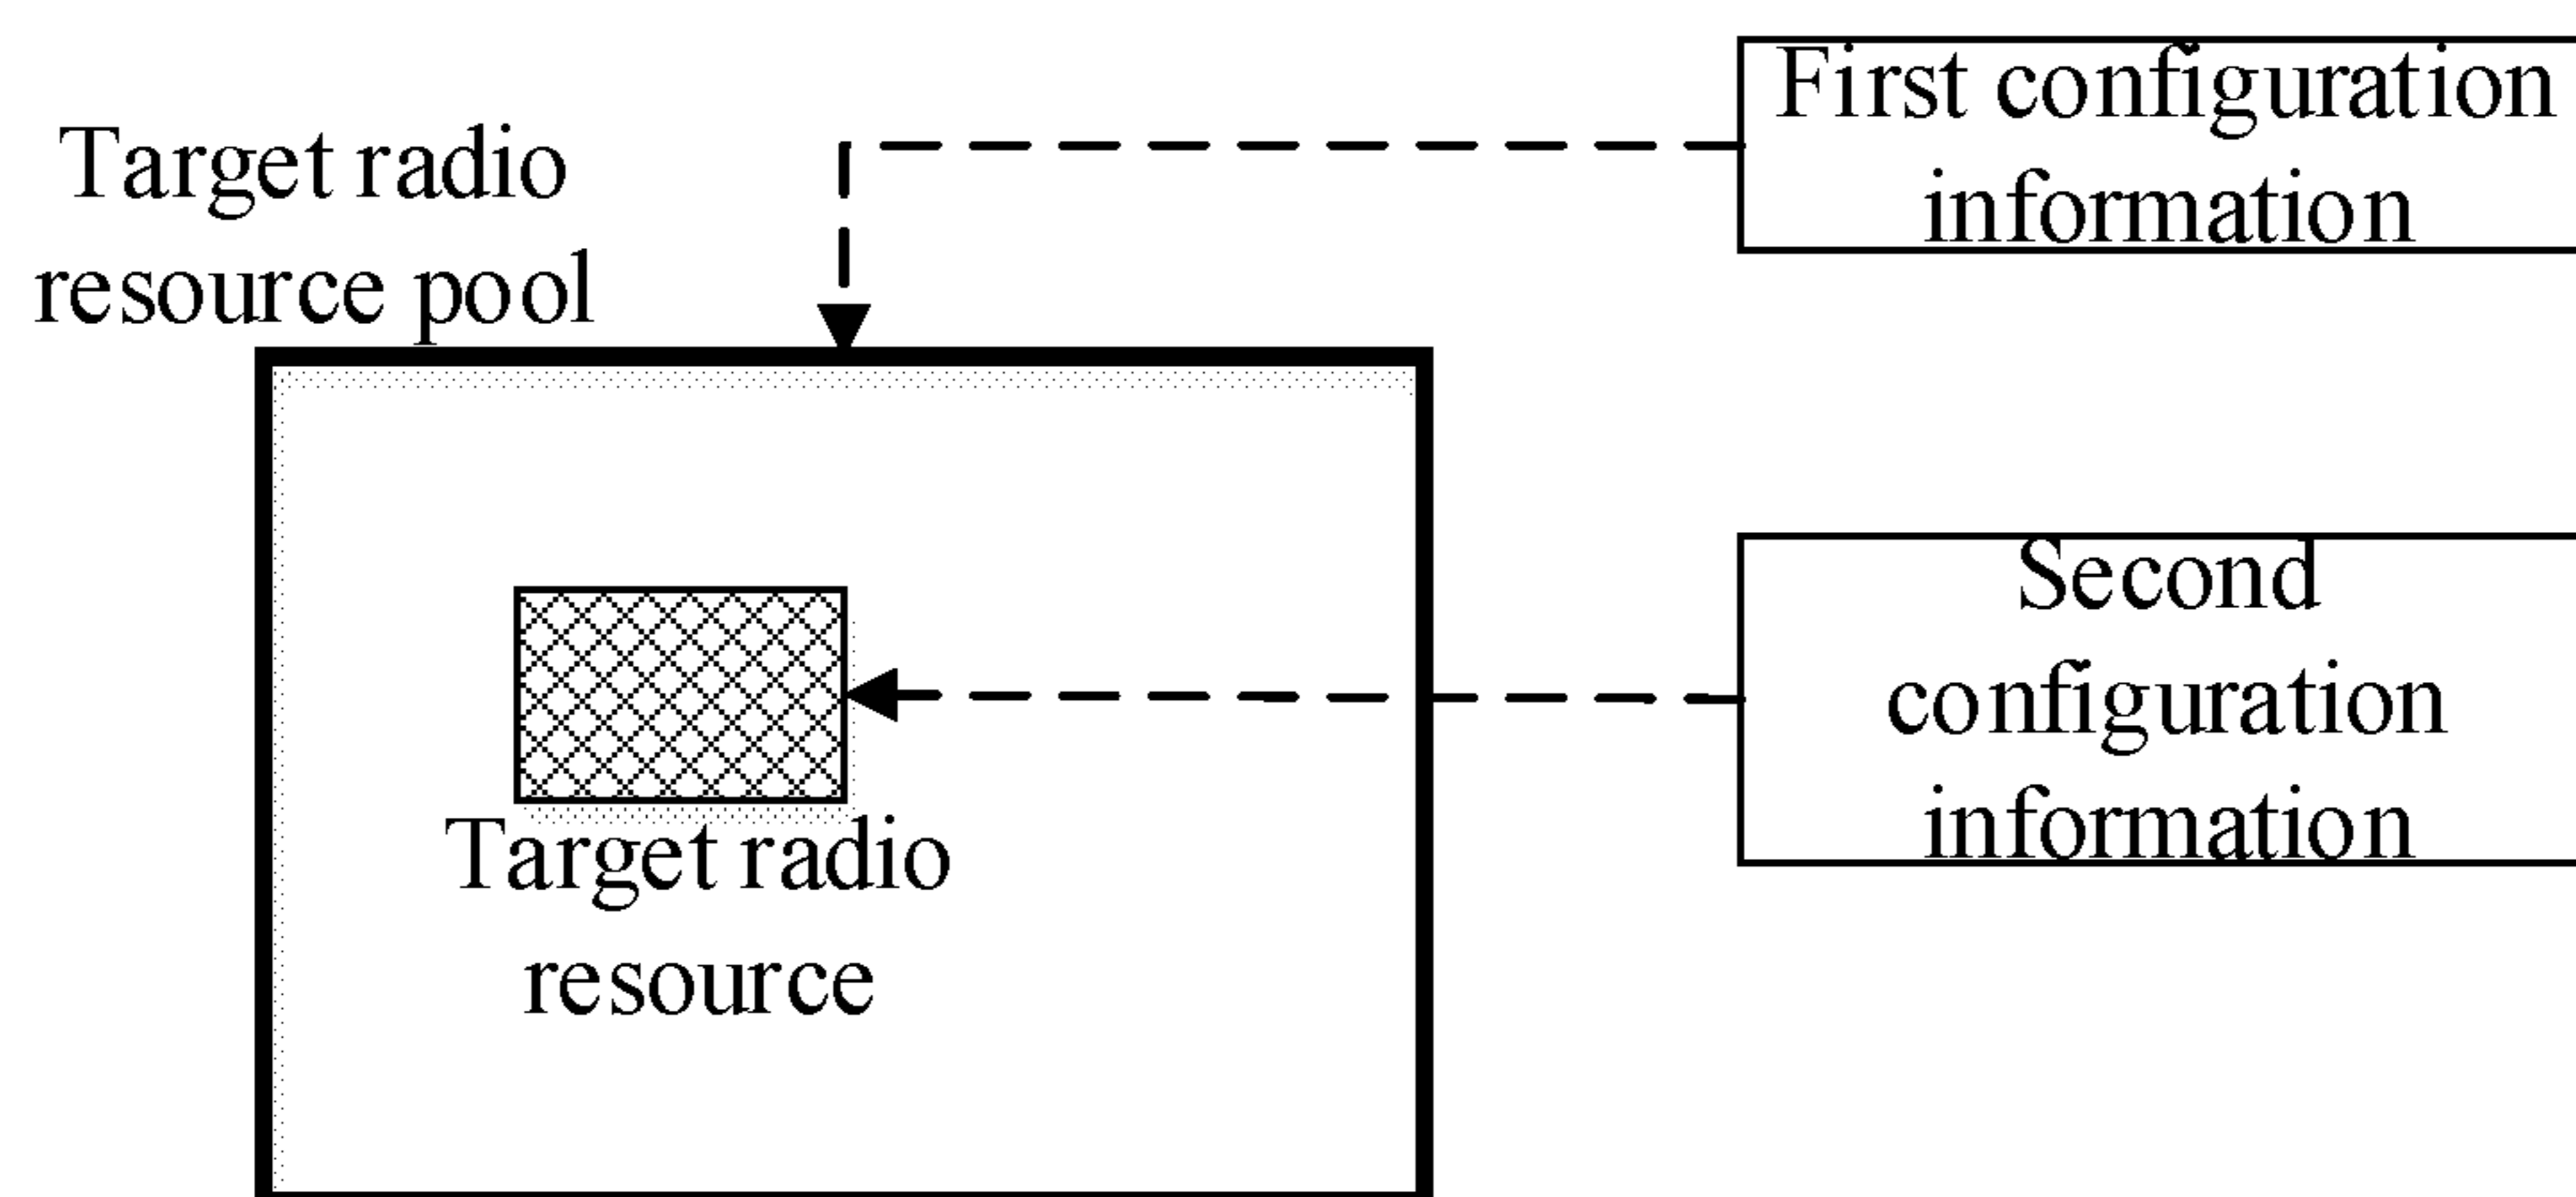 Target radio
resource pool
First configuration
information
Second
configuration
information
Target radio
resource